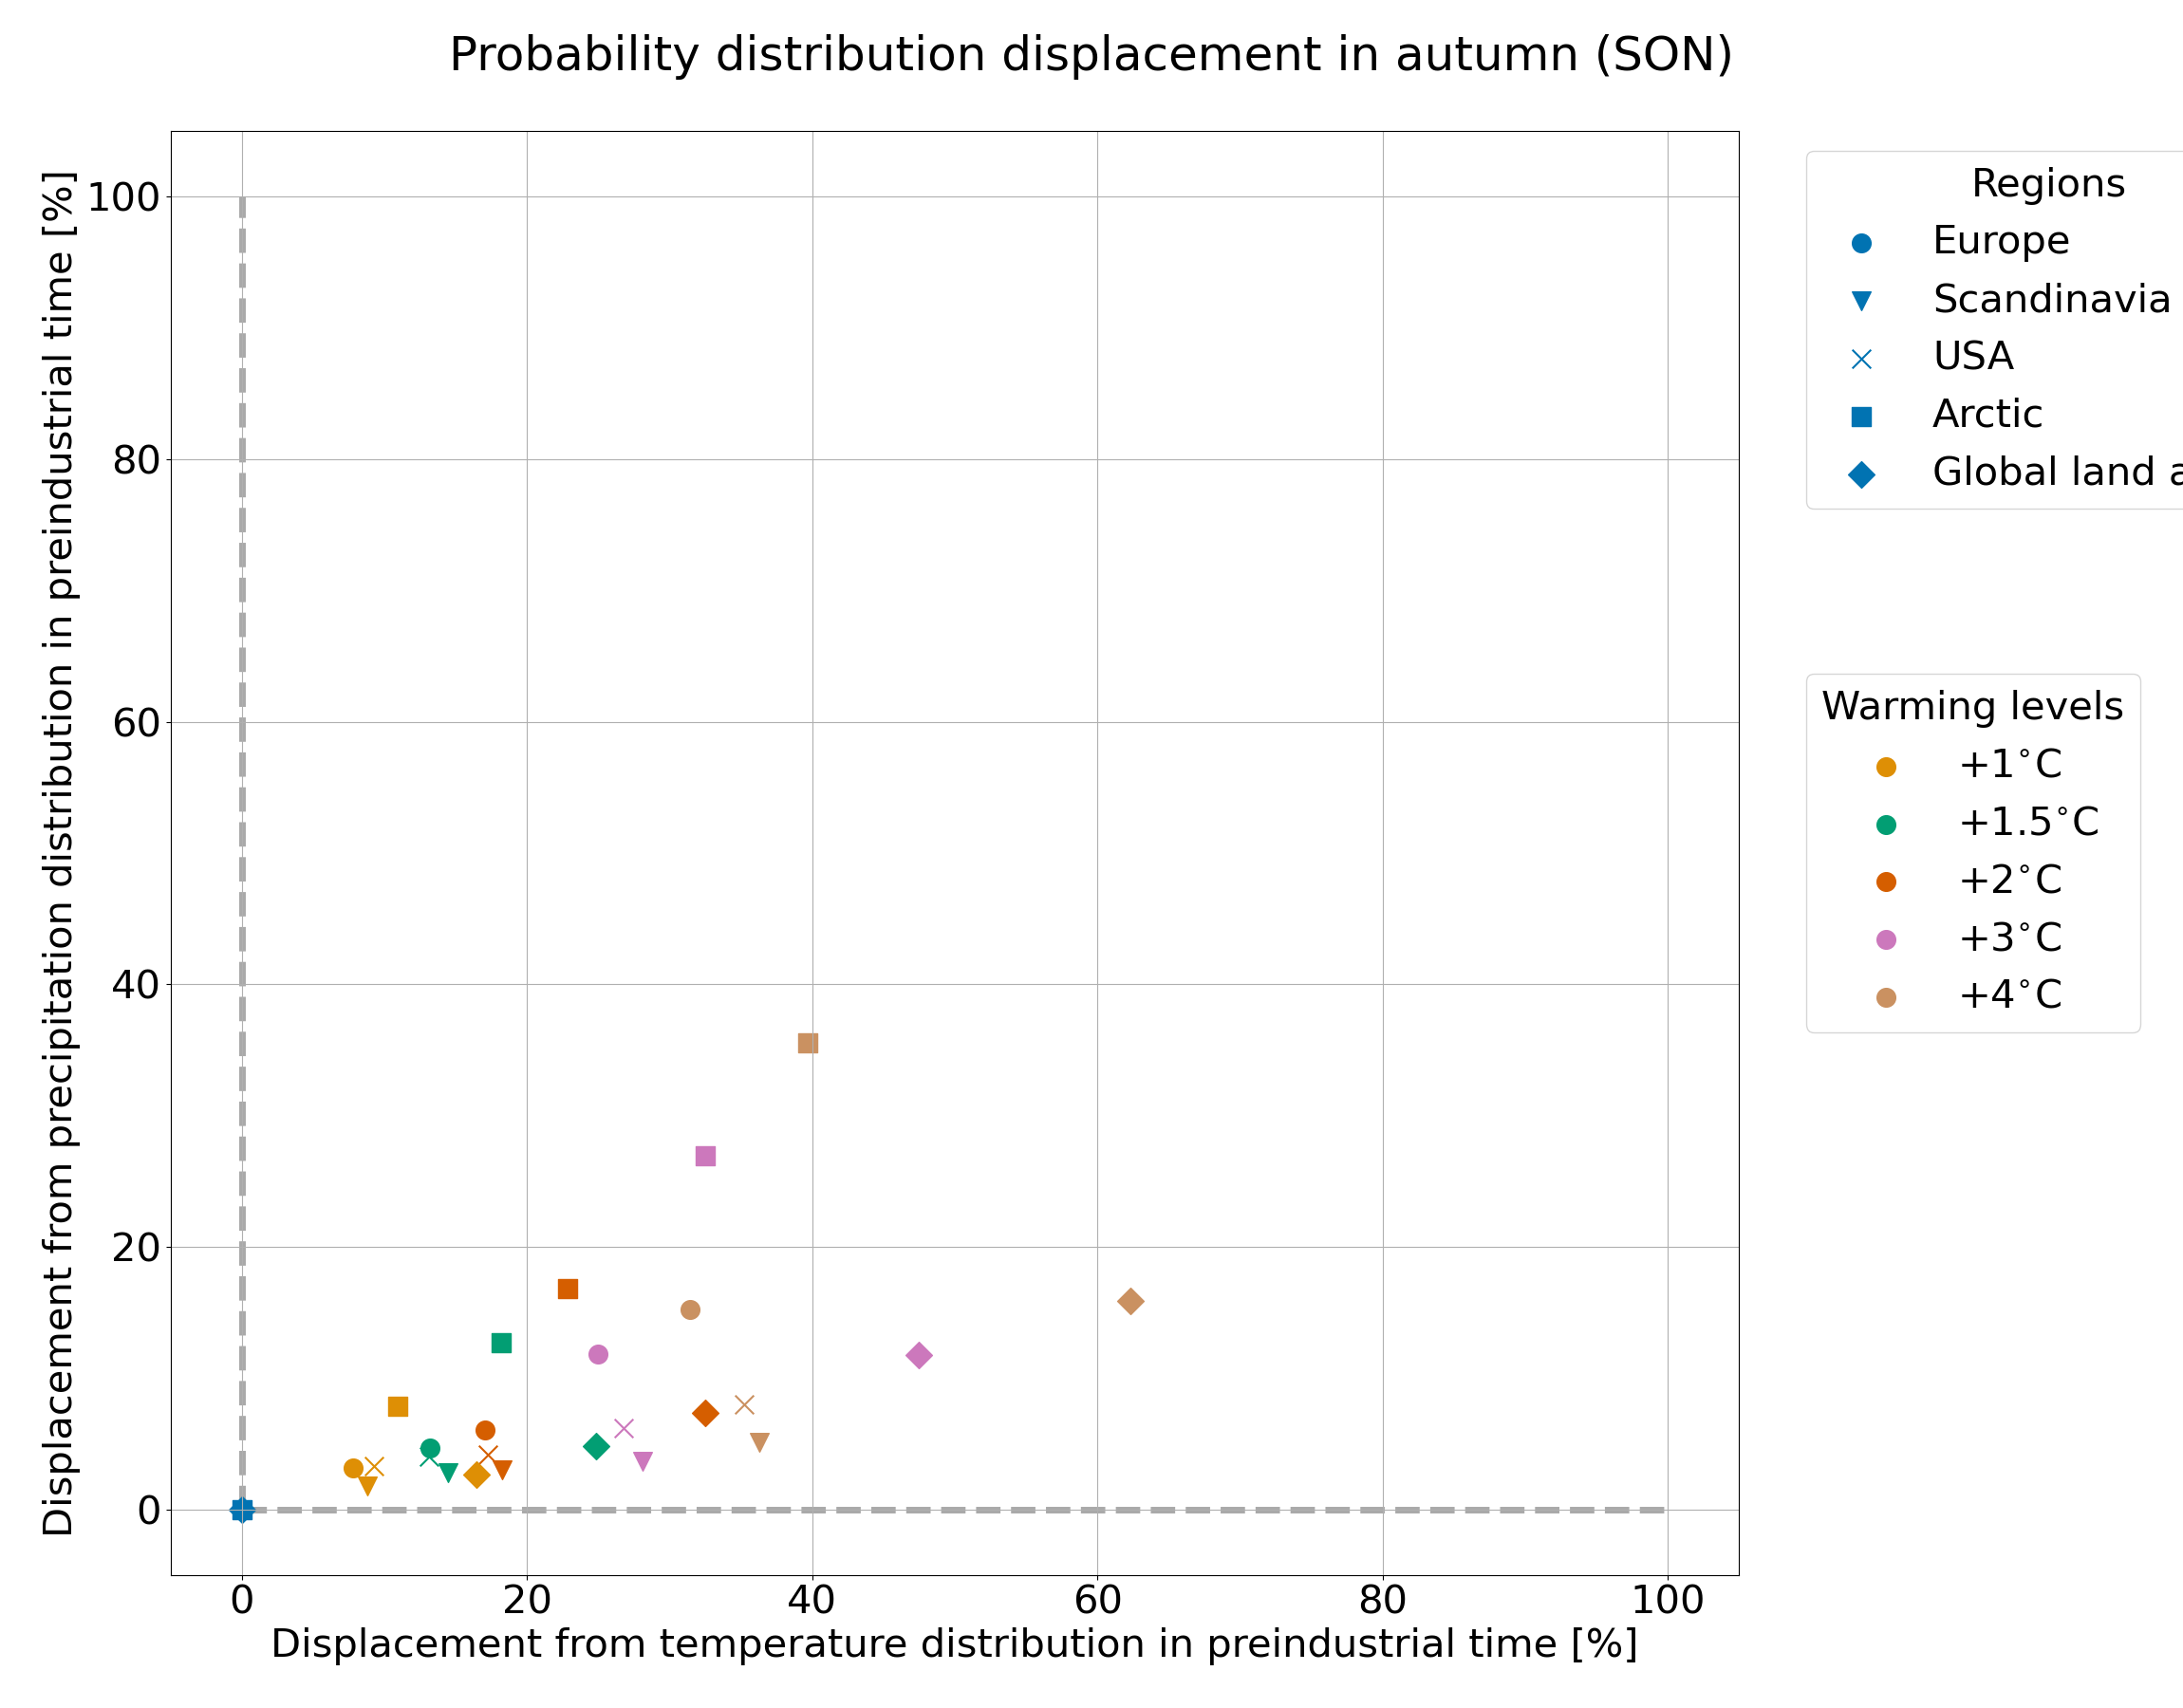 Probability distribution displacement in autumn (SON)
Displacement from precipitation distribution in preindustrial time [%]
100
80
60
40
20
0
0 20 40 60 80 100
Displacement from temperature distribution in preindustrial time [%]
Regions
Europe
Scandinavia
USA
Arctic
Global land
Warming levels
+1°C
+1.5°C
+2°C
+3°C
+4°C